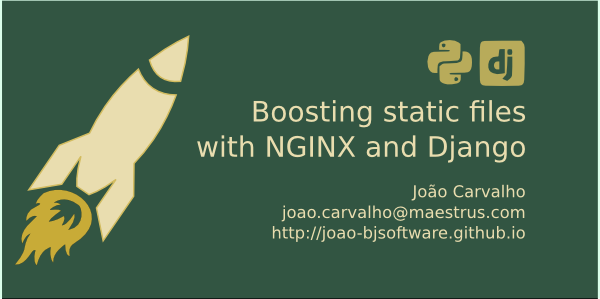 dj
Boosting static files
with NGINX and Django
João Carvalho
joao.carvalho@maestrus.com
http://joao-bjsoftware.github.io